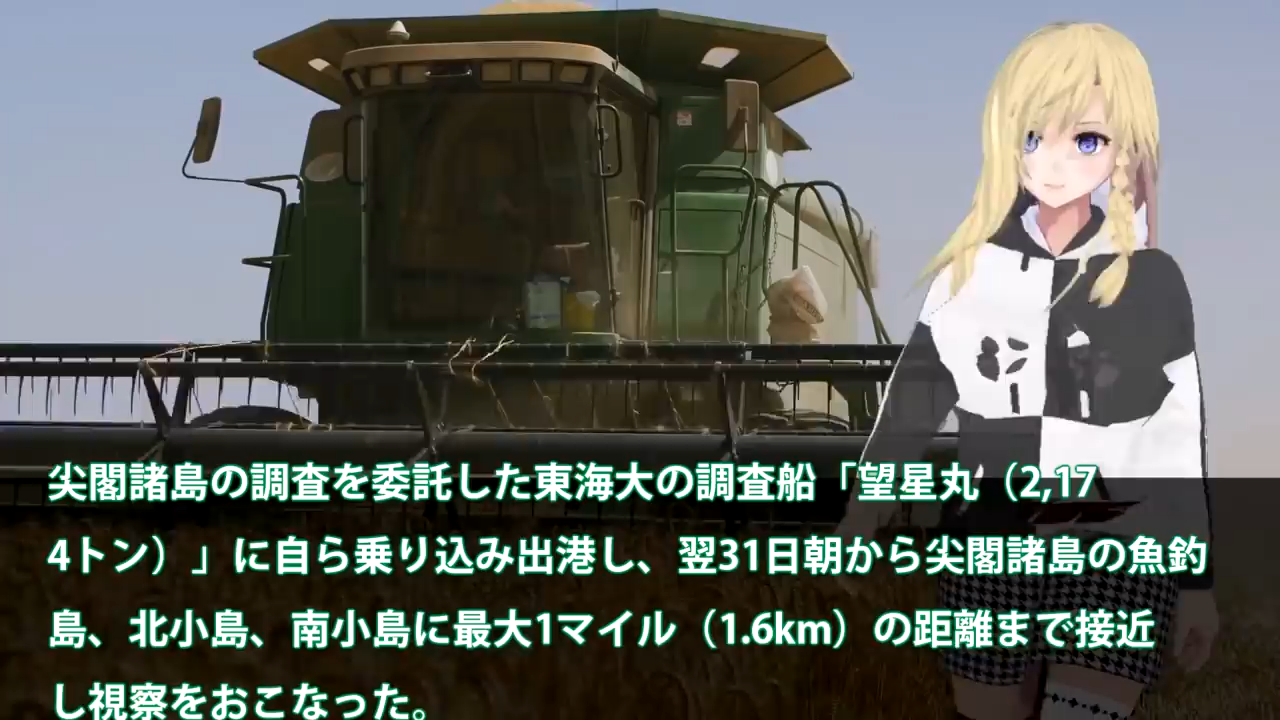 尖閣諸島の調査を委託した東海大の調査船「望星丸（2,17
4トン）」に自ら乗り込み出港し、翌31日朝から尖閣諸島の魚釣
島、北小島、南小島に最大1マイル（1.6km）の距離まで接近
し視察をおこなった。